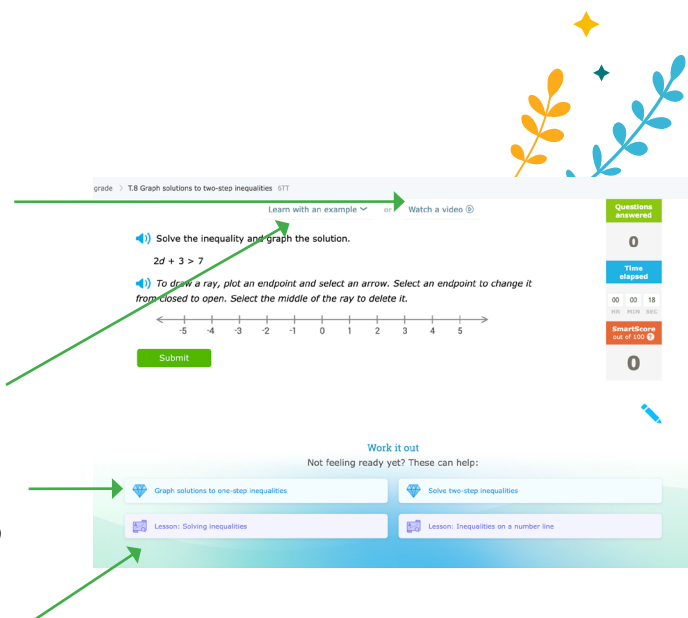 grade > T.8 Graph solutions to two-step inequalities 6TT
Learn with an example or Watch a video
Questions answered
0
Solve the inequality and graph the solution.
2d + 3 > 7
Time elapsed
To draw a ray, plot an endpoint and select an arrow. Select an endpoint to change it
from closed to open. Select the middle of the ray to delete it.
00 00 18
HR MIN SEC
-5 -4 -3 -2 -1 0 1 2 3 4 5
SmartScore
out of 100 ?
0
Submit
Work it out
Not feeling ready yet? These can help:
Graph solutions to one-step inequalities
Solve two-step inequalities
Lesson: Solving inequalities
Lesson: Inequalities on a number line
)